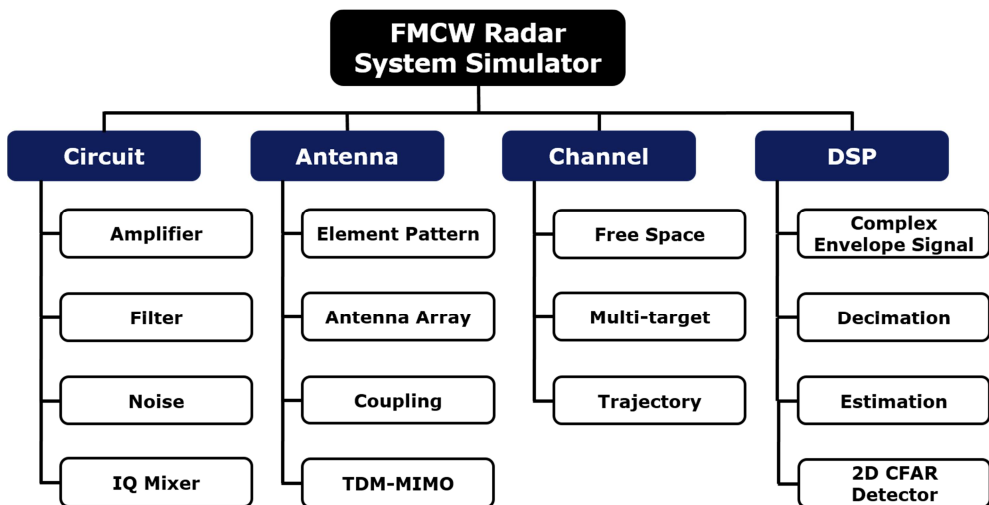 FMCW Radar
System Simulator
Circuit
Antenna
Channel
DSP
Amplifier
Filter
Noise
IQ Mixer
Element Pattern
Antenna Array
Coupling
TDM-MIMO
Free Space
Multi-target
Trajectory
Complex
Envelope Signal
Decimation
Estimation
2D CFAR
Detector